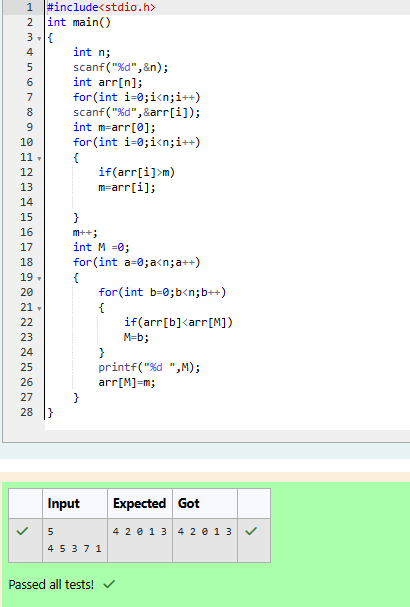 1 #include<stdio.h>
2 int main()
3 {
4 int n;
5 scanf("%d",&n);
6 int arr[n];
7 for(int i=0;i<n;i++)
8 scanf("%d",&arr[i]);
9 int m=arr[0];
10 for(int i=0;i<n;i++)
11 {
12 if(arr[i]>m)
13 m=arr[i];
14
15 }
16 m++;
17 int M =0;
18 for(int a=0;a<n;a++)
19 {
20 for(int b=0;b<n;b++)
21 {
22 if(arr[b]<arr[M])
23 M=b;
24 }
25 printf("%d ",M);
26 arr[M]=m;
27 }
28 }
Input Expected Got
5 4 2 0 1 3 4 2 0 1 3
4 5 3 7 1
Passed all tests!